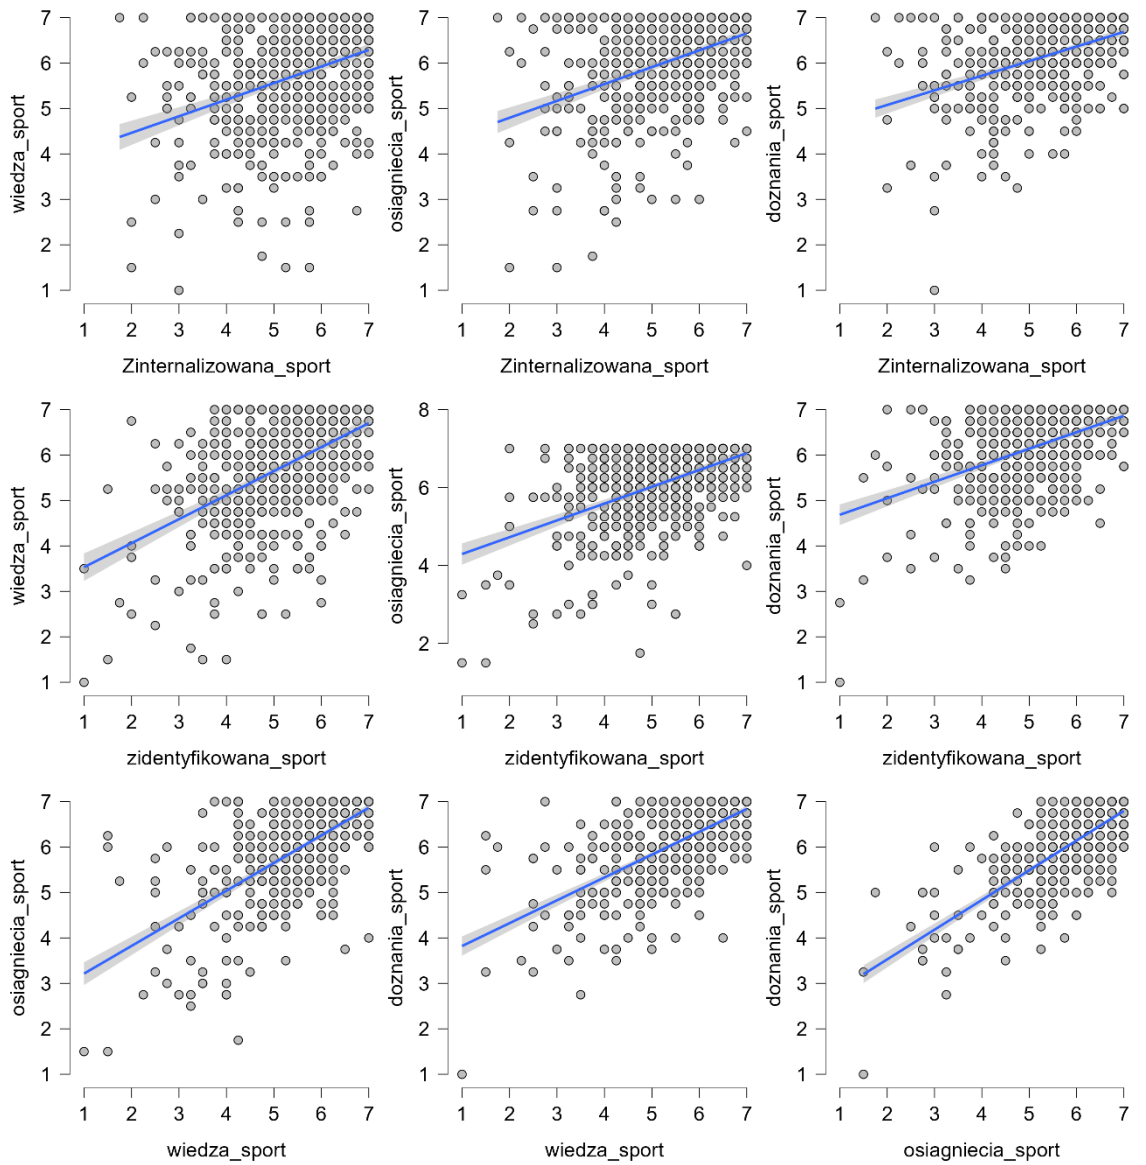 7 7 7
6 6 6
5 5 5
4 4 4
3 3 3
2 2 2
1 1 1
wiedza_sport osiagniecia_sport doznania_sport
1 2 3 4 5 6 7 1 2 3 4 5 6 7 1 2 3 4 5 6 7
Zinternalizowana_sport Zinternalizowana_sport Zinternalizowana_sport
7 8 7
6 6 6
5 4 5
4 2 4
3 3
2 2
1 1
wiedza_sport osiagniecia_sport doznania_sport
1 2 3 4 5 6 7 1 2 3 4 5 6 7 1 2 3 4 5 6 7
zidentyfikowana_sport zidentyfikowana_sport zidentyfikowana_sport
7 7 7
6 6 6
5 5 5
4 4 4
3 3 3
2 2 2
1 1 1
osiagniecia_sport doznania_sport doznania_sport
1 2 3 4 5 6 7 1 2 3 4 5 6 7 1 2 3 4 5 6 7
wiedza_sport wiedza_sport osiagniecia_sport